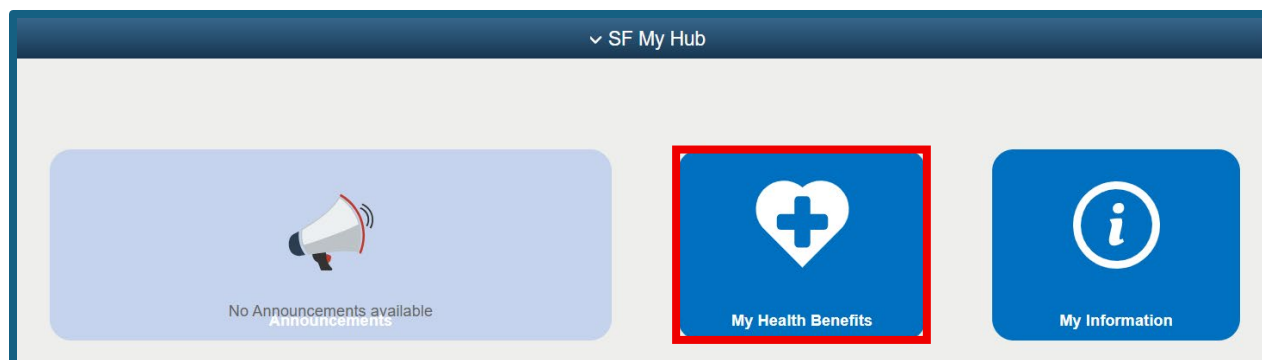 SF My Hub
No Announcements available
Announcements
My Health Benefits
My Information